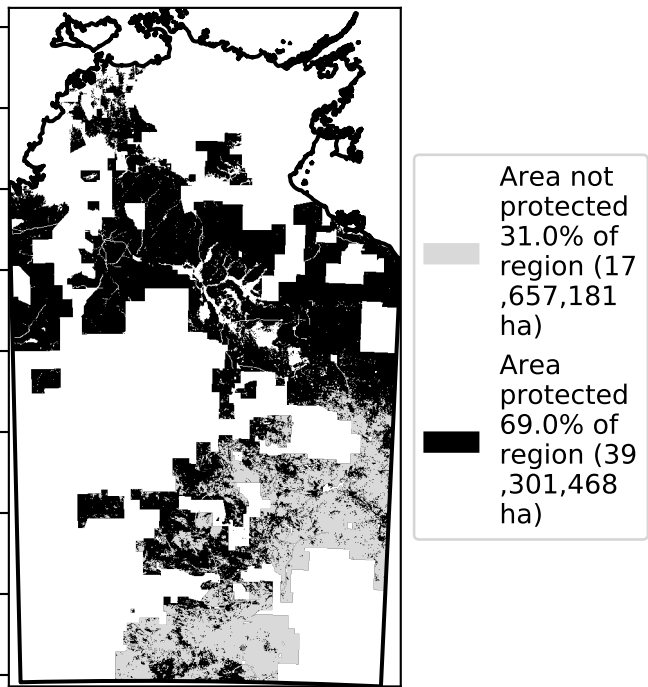 Area not
protected
31.0% of
region (17
,657,181
ha)
Area
protected
69.0% of
region (39
,301,468
ha)